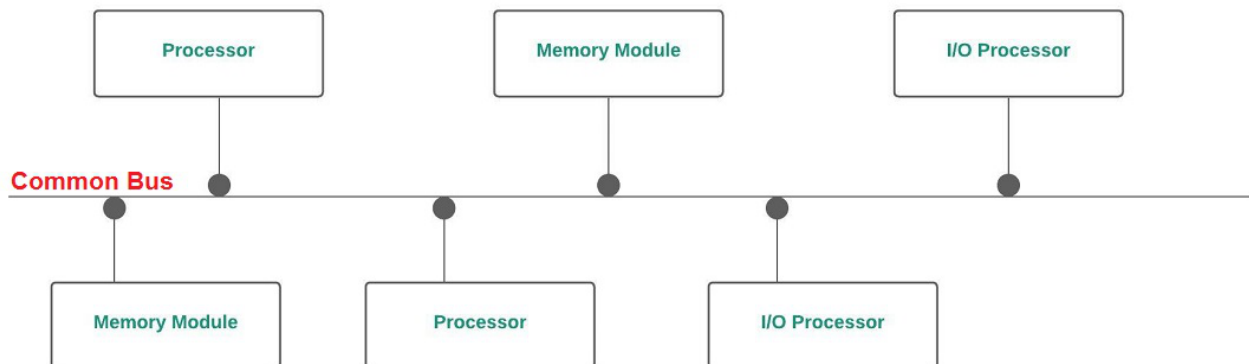 Processor
Memory Module
I/O Processor
Common Bus
Memory Module
Processor
I/O Processor